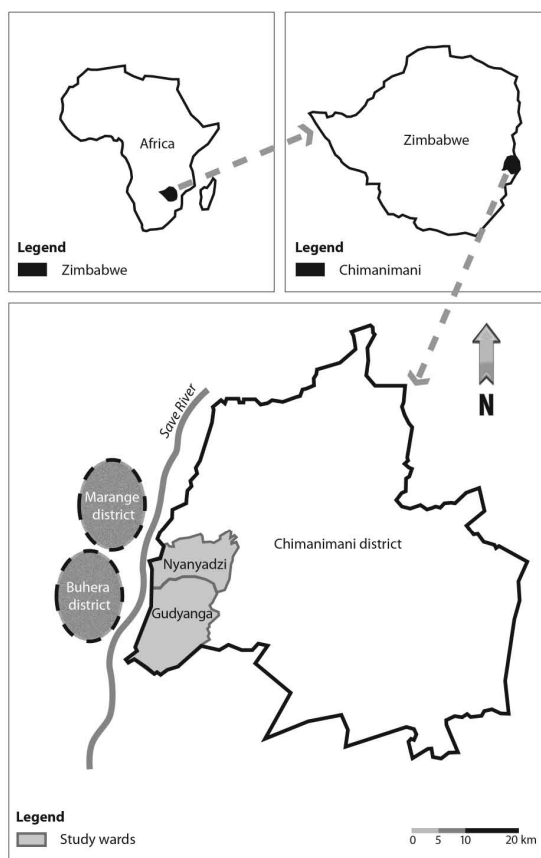 Africa
Legend
Zimbabwe
Zimbabwe
Legend
Chimanimani
N
Save River
Marange
district
Buhera
district
Nyanyadzi
Gudyanga
Chimanimani district
Legend
Study wards
0 5 10 20 km